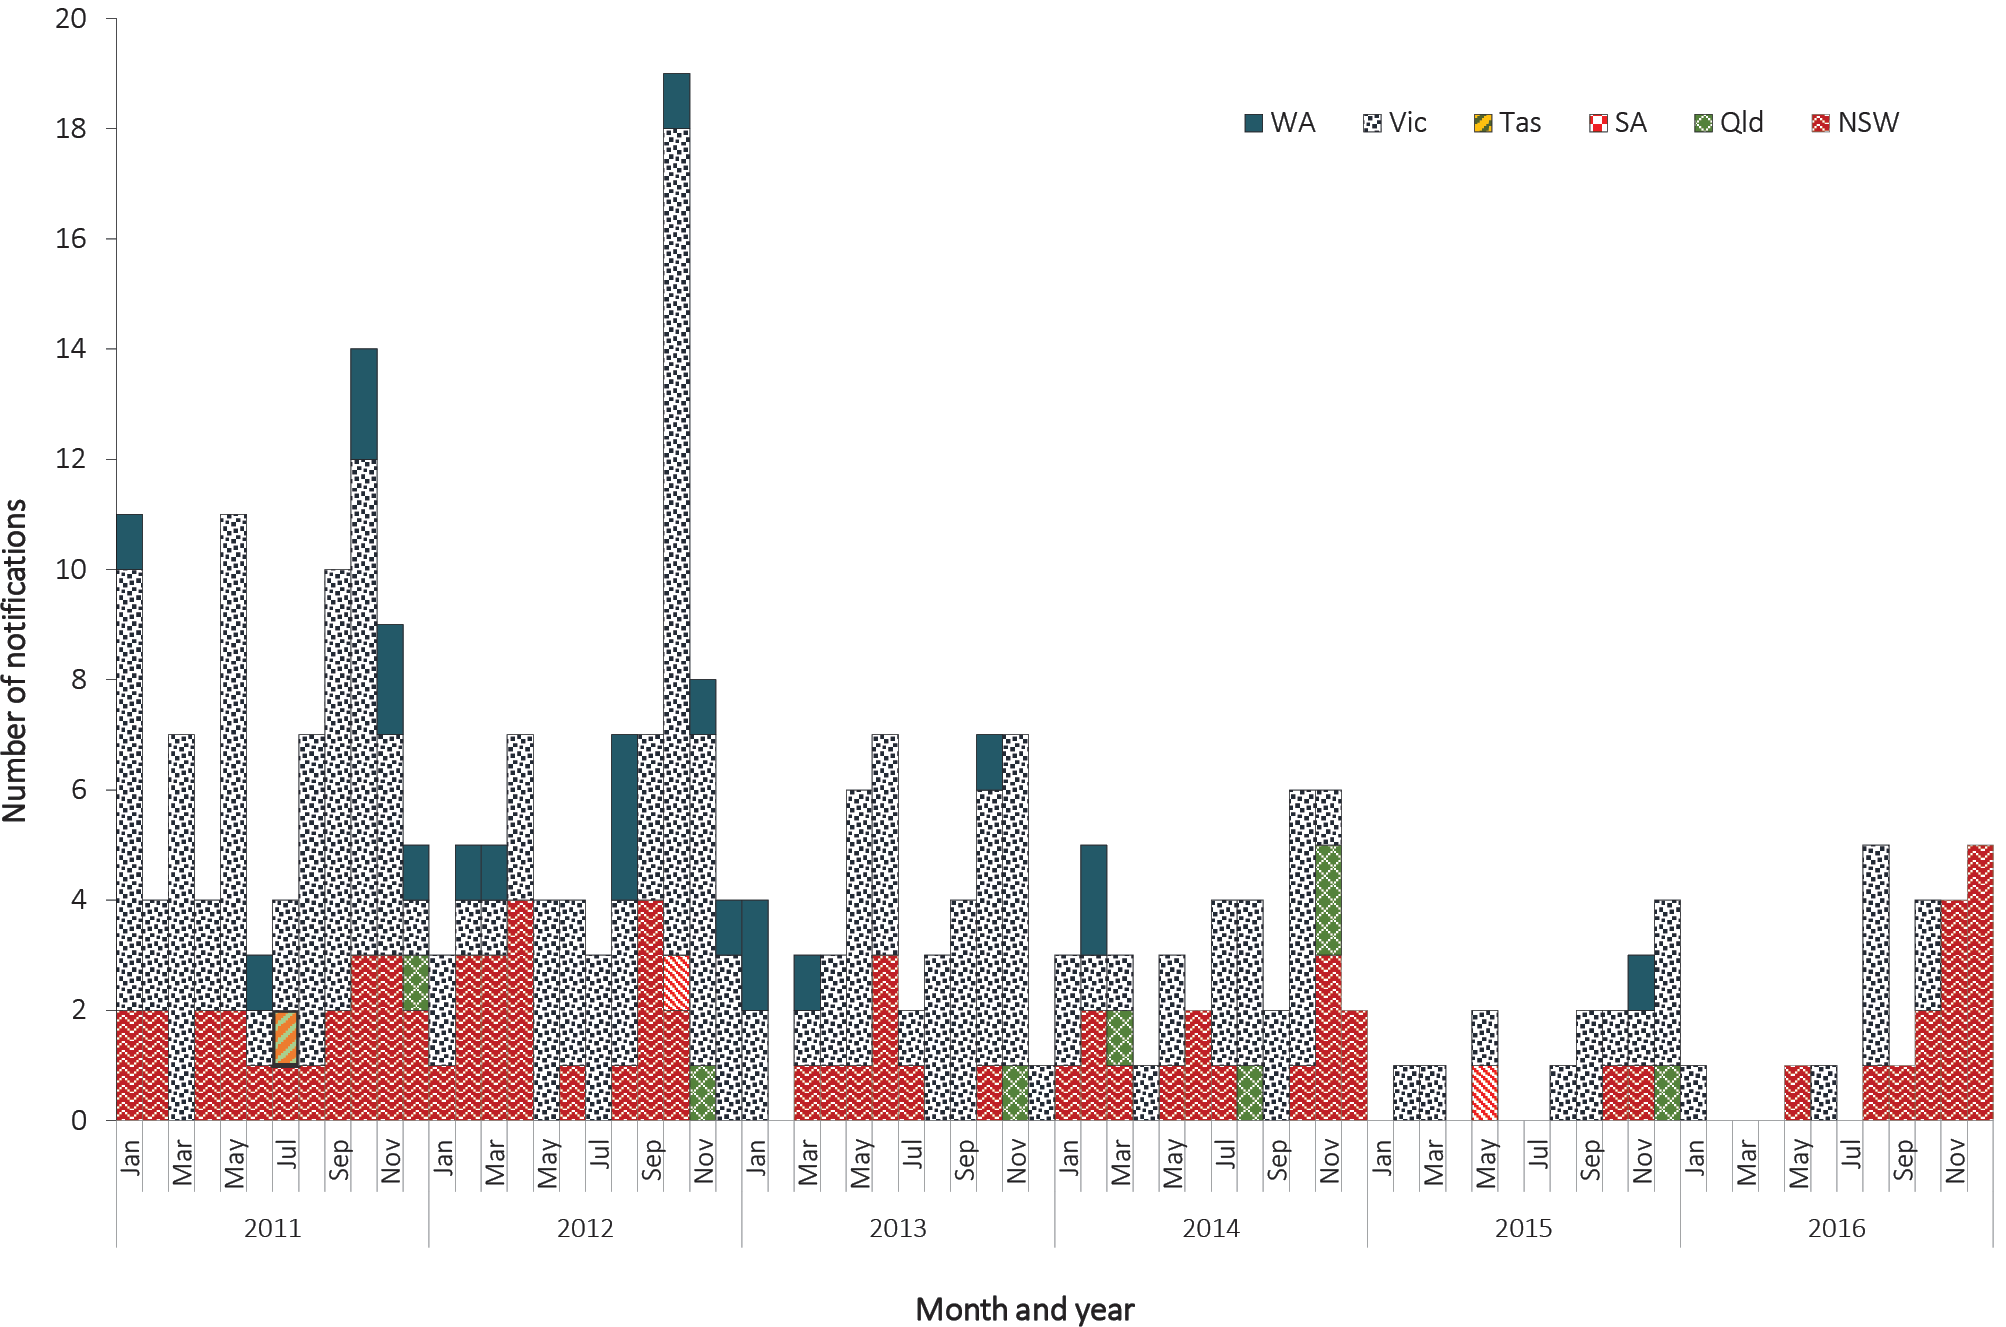 20
18
16
14
12
10
8
6
4
2
0
Number of notifications
WA Vic Tas SA Qld NSW
Jan Mar May Jul Sep Nov Jan Mar May Jul Sep Nov Jan Mar May Jul Sep Nov Jan Mar May Jul Sep Nov Jan Mar May Jul Sep Nov Jan Mar May Jul Sep Nov
2011 2012 2013 2014 2015 2016
Month and year